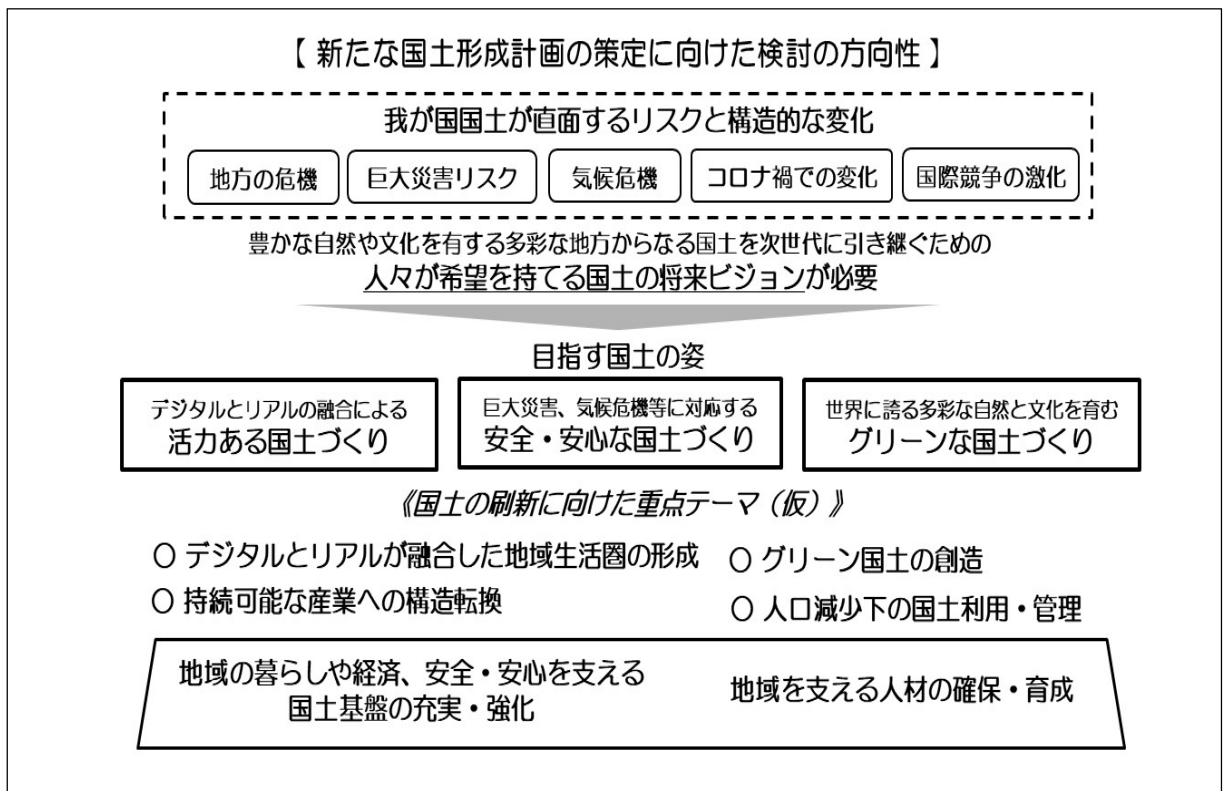 【 新たな国土形成計画の策定に向けた検討の方向性 】
我が国国土が直面するリスクと構造的な変化
地方の危機
巨大災害リスク
気候危機
コロナ禍での変化
国際競争の激化
豊かな自然や文化を有する多彩な地方からなる国土を次世代に引き継ぐための
人々が希望を持てる国土の将来ビジョンが必要
目指す国土の姿
デジタルとリアルの融合による
活力ある国土づくり
巨大災害、気候危機等に対応する
安全・安心な国土づくり
世界に誇る多彩な自然と文化を育む
グリーンな国土づくり
《国土の刷新に向けた重点テーマ（仮）》
〇 デジタルとリアルが融合した地域生活圏の形成
〇 持続可能な産業への構造転換
〇 グリーン国土の創造
〇 人口減少下の国土利用・管理
地域の暮らしや経済、安全・安心を支える
国土基盤の充実・強化
地域を支える人材の確保・育成